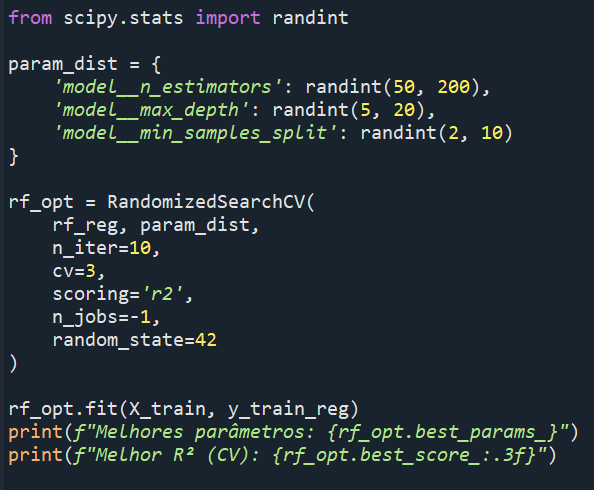 from scipy.stats import randint
param_dist = {
    'model__n_estimators': randint(50, 200),
    'model__max_depth': randint(5, 20),
    'model__min_samples_split': randint(2, 10)
}
rf_opt = RandomizedSearchCV(
    rf_reg, param_dist,
    n_iter=10,
    cv=3,
    scoring='r2',
    n_jobs=-1,
    random_state=42
)
rf_opt.fit(X_train, y_train_reg)
print(f"Melhores parâmetros: {rf_opt.best_params_}")
print(f"Melhor R² (CV): {rf_opt.best_score_:.3f}")